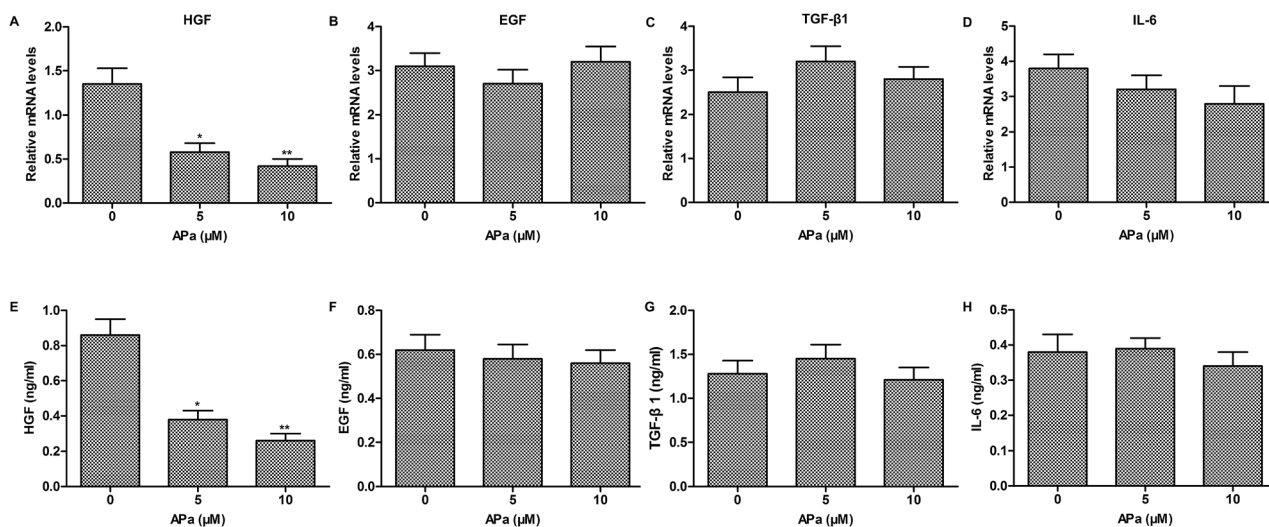 A
HGF
Relative mRNA levels
2.0
1.5
1.0
0.5
0.0
*
**
0
5
10
APa (μM)
B
EGF
Relative mRNA levels
4
3
2
1
0
0
5
10
APa (μM)
C
TGF-β1
Relative mRNA levels
4
3
2
1
0
0
5
10
APa (μM)
D
IL-6
Relative mRNA levels
5
4
3
2
1
0
0
5
10
APa (μM)
E
HGF (ng/ml)
1.0
0.8
0.6
0.4
0.2
0.0
*
**
0
5
10
APa (μM)
F
EGF (ng/ml)
0.8
0.6
0.4
0.2
0.0
0
5
10
APa (μM)
G
TGF-β 1 (ng/ml)
2.0
1.5
1.0
0.5
0.0
0
5
10
APa (μM)
H
IL-6 (ng/ml)
0.5
0.4
0.3
0.2
0.1
0.0
0
5
10
APa (μM)